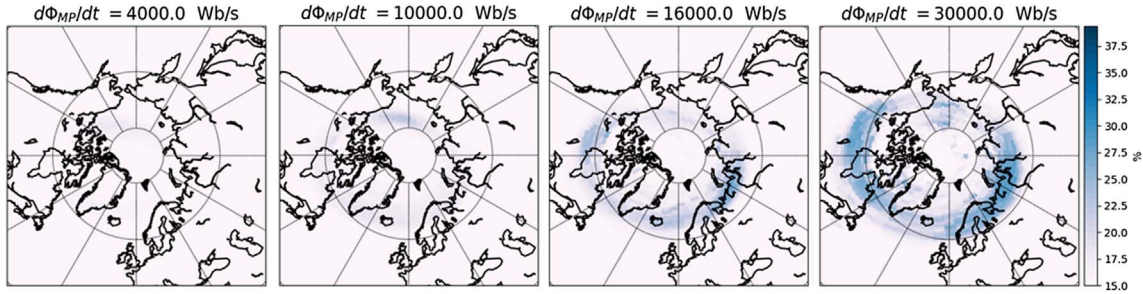 dΦ_MP/dt = 4000.0 Wb/s
dΦ_MP/dt = 10000.0 Wb/s
dΦ_MP/dt = 16000.0 Wb/s
dΦ_MP/dt = 30000.0 Wb/s
37.5
35.0
32.5
30.0
27.5
25.0
22.5
20.0
17.5
15.0
%